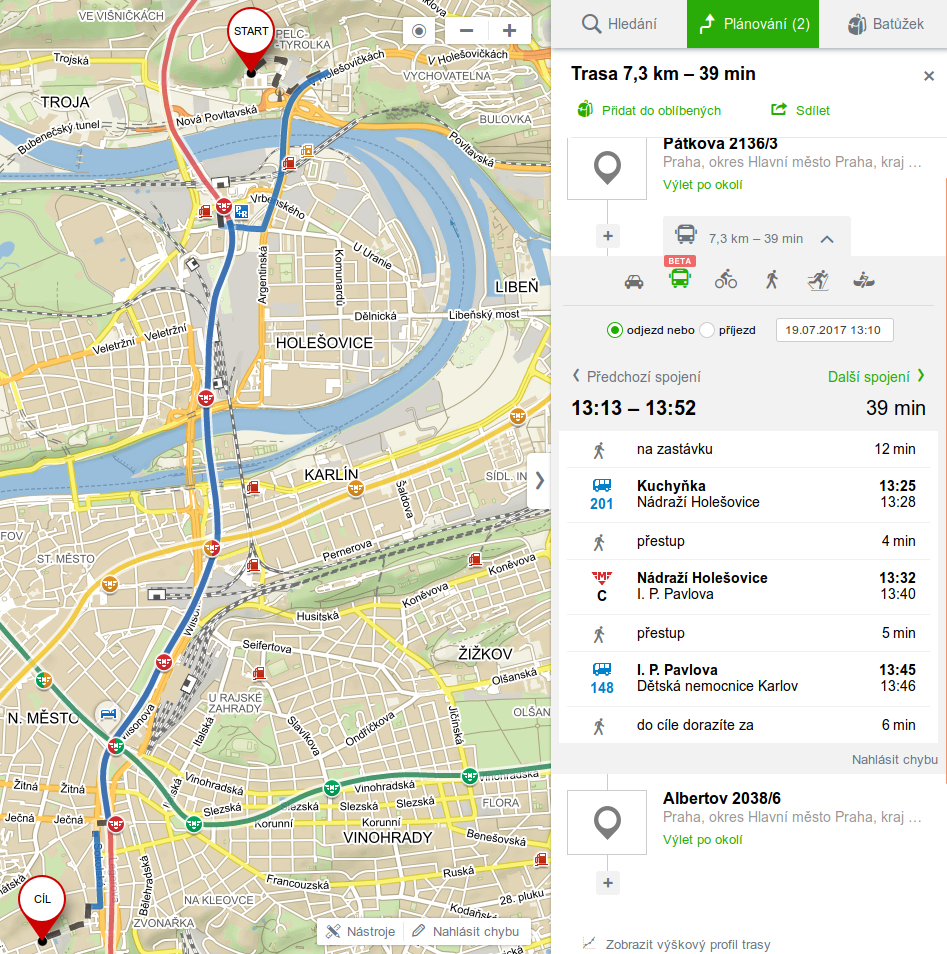 VE VIŠNIČKÁCH
START
PELC-
-TYROLKA
Trojská
V Holešovičkách
V Holešovičkách
VYCHOVATELNA
TROJA
Nová Povltavská
BULOVKA
Bubenečský tunel
Povltavská
Vrbenského
P+R
U Uranie
Argentinská
Komunardů
LIBEŇ
Dělnická
Libeňský most
Veletržní
Veletržní
HOLEŠOVICE
KARLÍN
SÍDL. IN
Šaldova
FOV
ST. MĚSTO
Pernerova
Koněvova
Koněvova
Husitská
Wilson
Seifertova
ŽIŽKOV
Olšanská
U RAJSKÉ
ZAHRADY
OLŠAN
N. MĚSTO
Wilsonova
Italská
Slavíkova
Ondříčkova
Jičínská
Vinohradská
Vinohradská
Vinohradská
Žitná
Žitná
Slezská
Slezská
Slezská
FLORA
Ječná
Ječná
Korunní
Korunní
VINOHRADY
Benešovská
Bělehradská
Ruská
Francouzská
CÍL
NA KLEOVCE
28. pluku
Kodaňská
ZVONAŘKA
Nástroje
Nahlásit chybu
Hledání
Plánování (2)
Batůžek
Trasa 7,3 km – 39 min
Přidat do oblíbených
Sdílet
Pátkova 2136/3
Praha, okres Hlavní město Praha, kraj ...
Výlet po okolí
7,3 km – 39 min
BETA
odjezd nebo
příjezd
19.07.2017 13:10
Předchozí spojení
Další spojení
13:13 – 13:52
39 min
na zastávku
12 min
Kuchyňka
13:25
201
Nádraží Holešovice
13:28
přestup
4 min
Nádraží Holešovice
13:32
C
I. P. Pavlova
13:40
přestup
5 min
I. P. Pavlova
13:45
148
Dětská nemocnice Karlov
13:46
do cíle dorazíte za
6 min
Nahlásit chybu
Albertov 2038/6
Praha, okres Hlavní město Praha, kraj ...
Výlet po okolí
Zobrazit výškový profil trasy